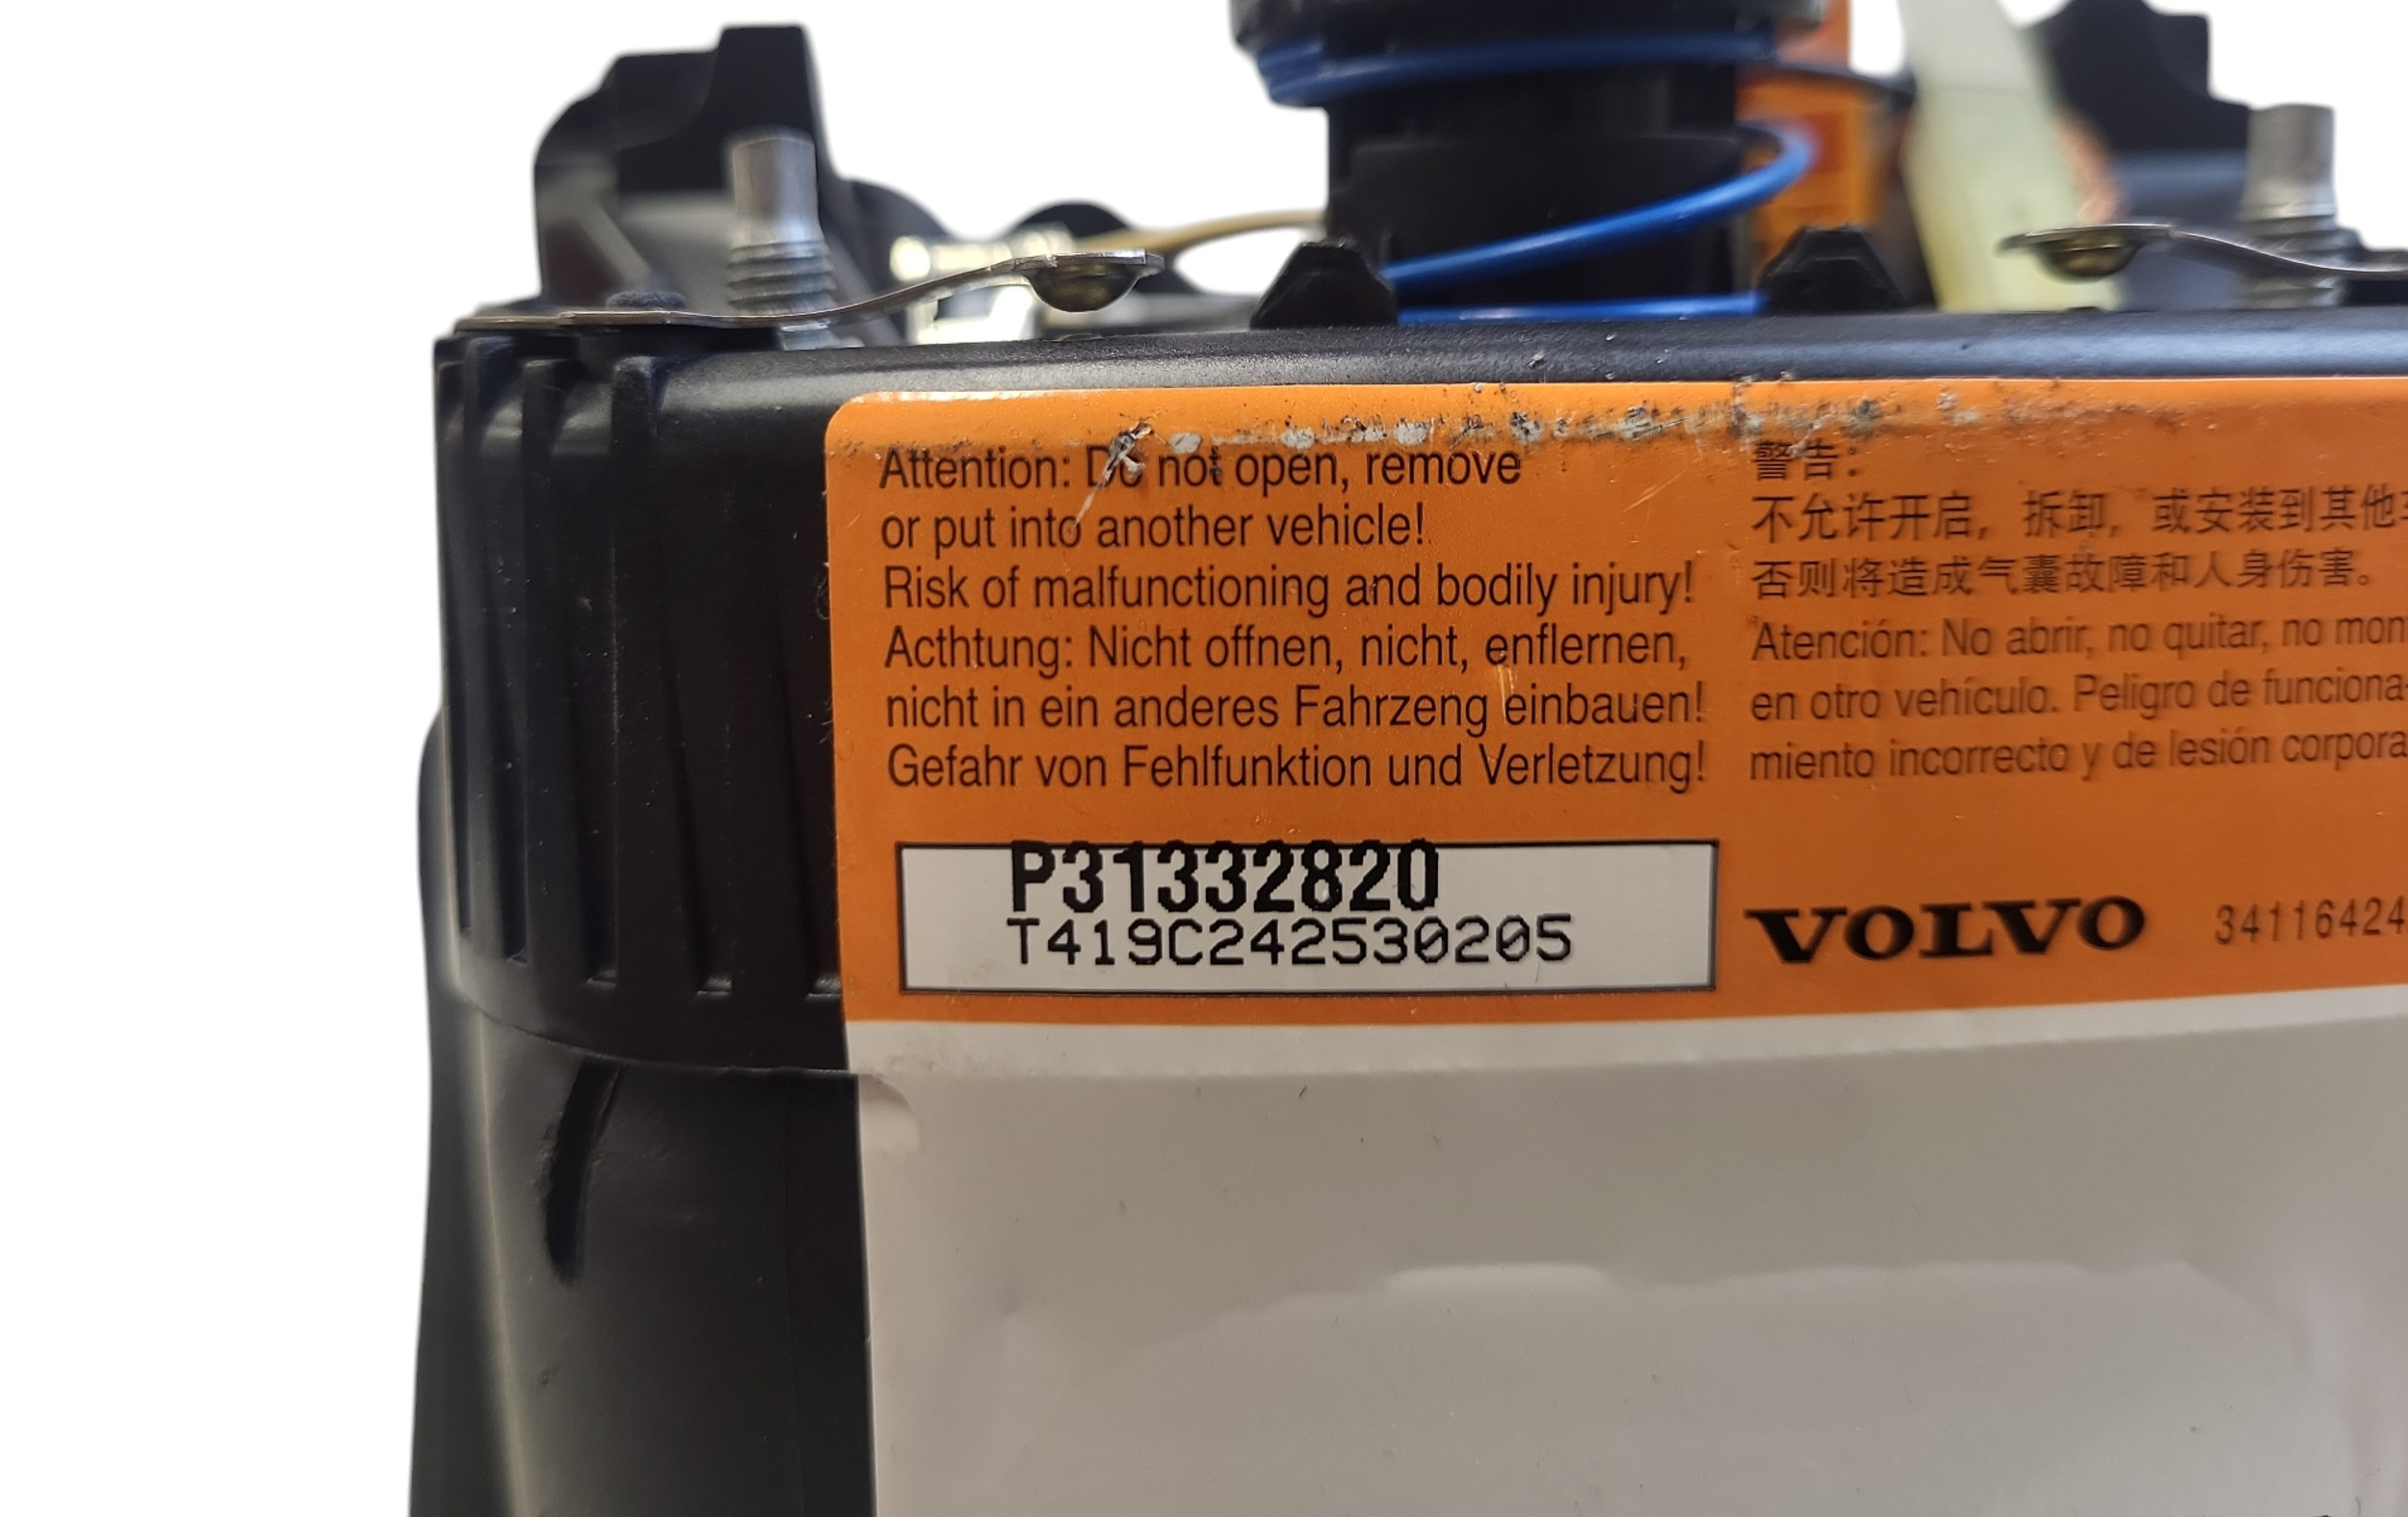 Attention: Do not open, remove
or put into another vehicle!
Risk of malfunctioning and bodily injury!
Acthtung: Nicht offnen, nicht, enflernen,
nicht in ein anderes Fahrzeng einbauen!
Gefahr von Fehlfunktion und Verletzung!
警告：
不允许开启，拆卸，或安装到其他
否则将造成气囊故障和人身伤害。
Atención: No abrir, no quitar, no mon
en otro vehículo. Peligro de funciona-
miento incorrecto y de lesión corpora
P31332820
T419C242530205
VOLVO
34116424